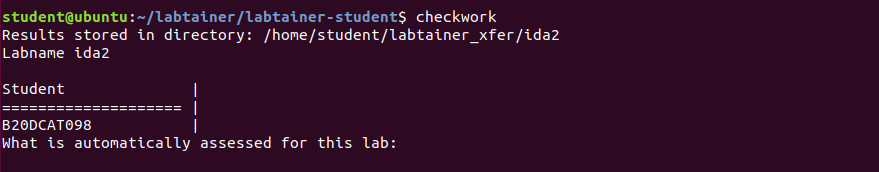 student@ubuntu:~/labtainer/labtainer-student$ checkwork
Results stored in directory: /home/student/labtainer_xfer/ida2
Labname ida2
Student |
==================== |
B20DCAT098 |
What is automatically assessed for this lab: